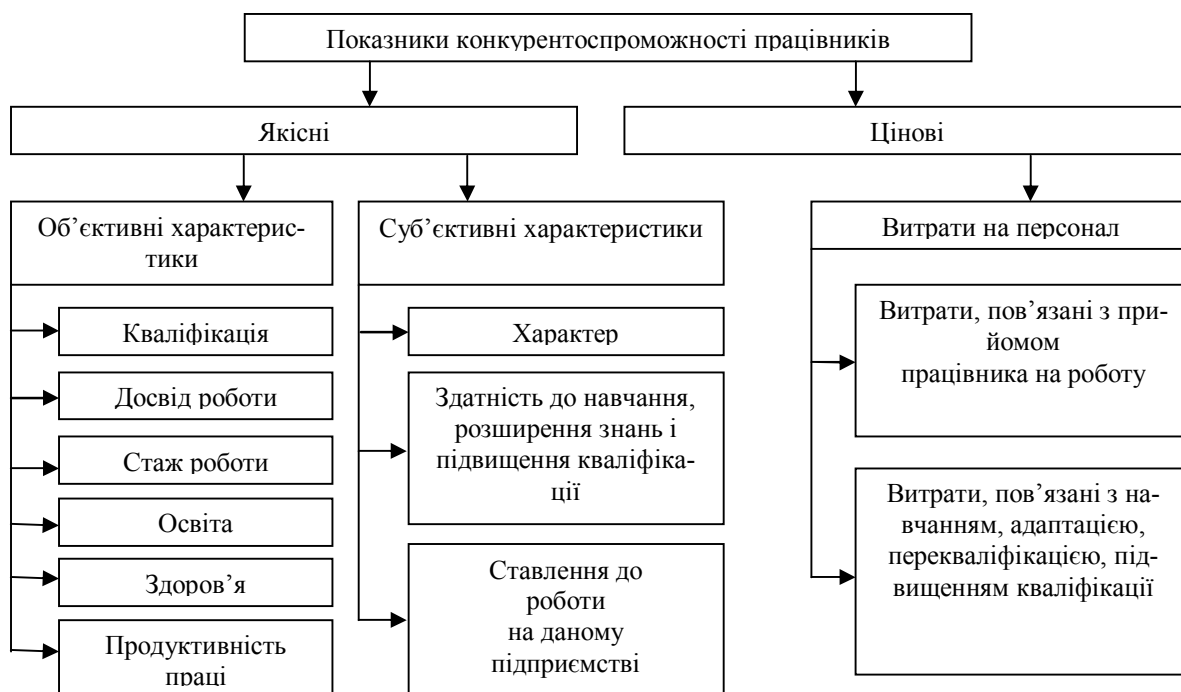 Показники конкурентоспроможності працівників
Якісні
Цінові
Об’єктивні характерис-
тики
Кваліфікація
Досвід роботи
Стаж роботи
Освіта
Здоров’я
Продуктивність
праці
Суб’єктивні характеристики
Характер
Здатність до навчання,
розширення знань і
підвищення кваліфіка-
ції
Ставлення до
роботи
на даному
підприємстві
Витрати на персонал
Витрати, пов’язані з при-
йомом
працівника на роботу
Витрати, пов’язані з на-
вчанням, адаптацією,
перекваліфікацією, під-
вищенням кваліфікації